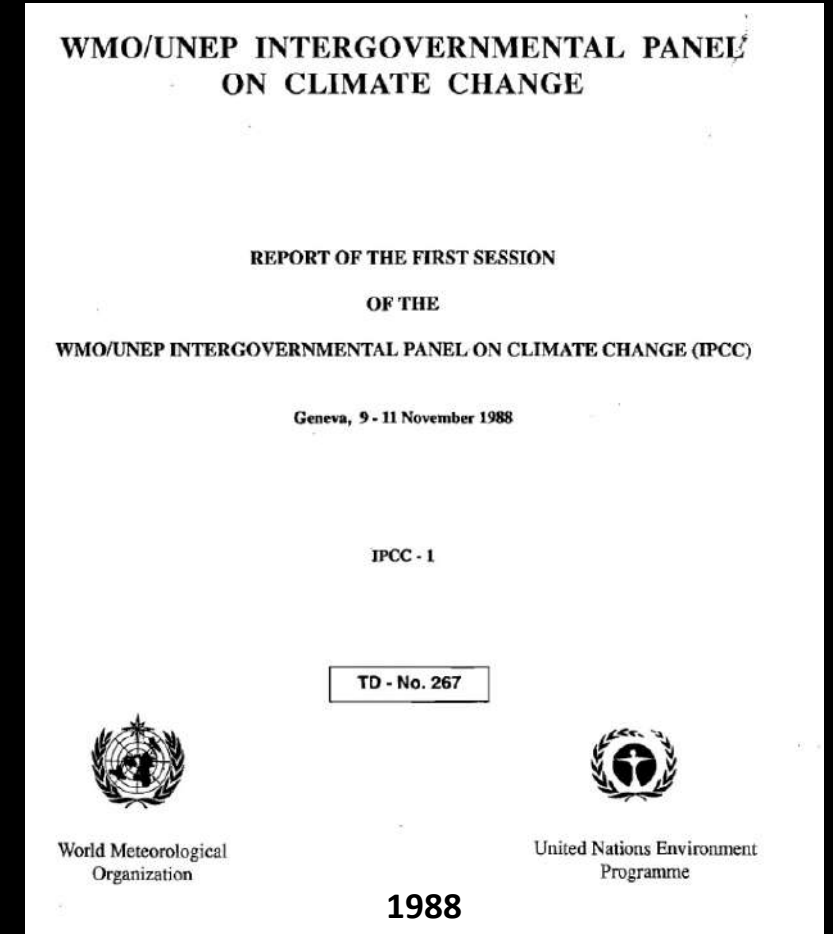 WMO/UNEP INTERGOVERNMENTAL PANEL
ON CLIMATE CHANGE
REPORT OF THE FIRST SESSION
OF THE
WMO/UNEP INTERGOVERNMENTAL PANEL ON CLIMATE CHANGE (IPCC)
Geneva, 9 - 11 November 1988
IPCC - 1
TD - No. 267
World Meteorological
Organization
United Nations Environment
Programme
1988